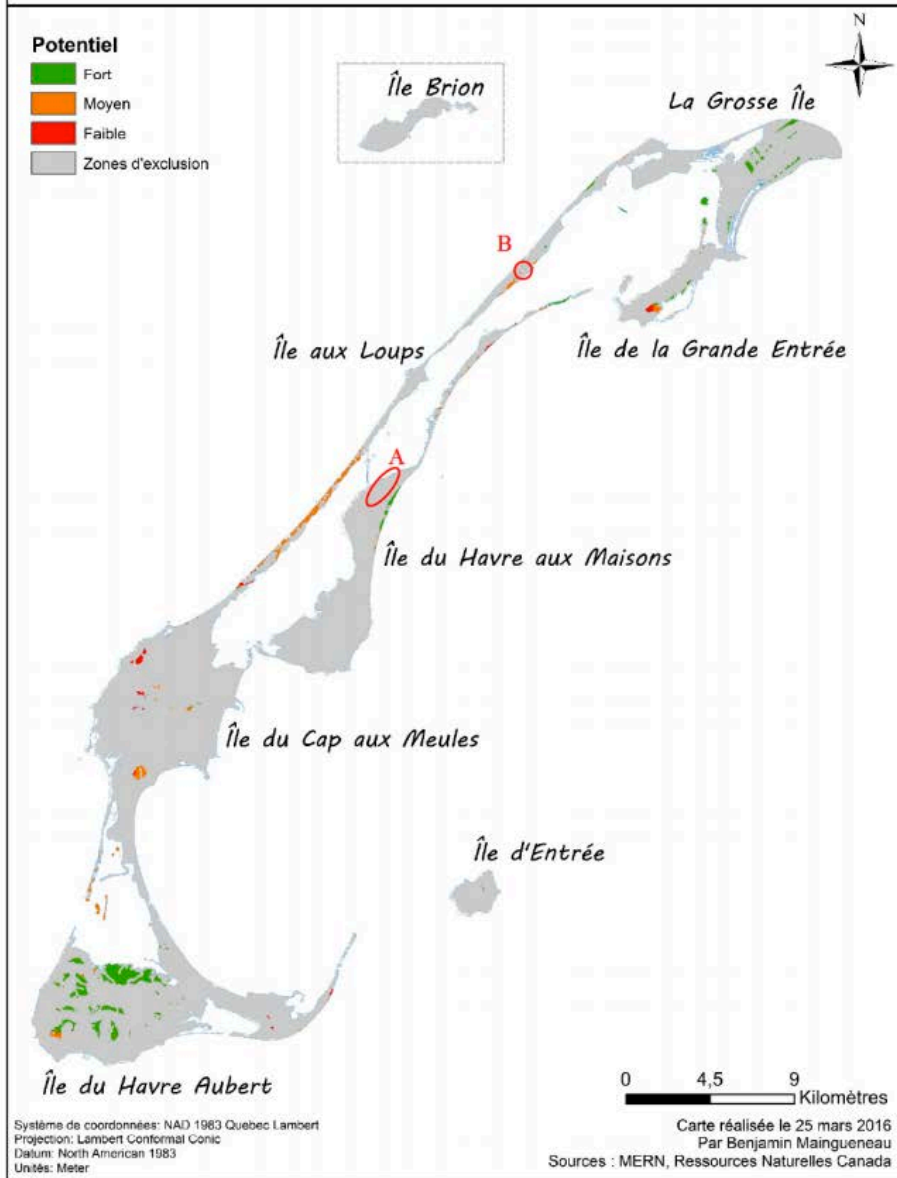 Potentiel
Fort
Moyen
Faible
Zones d'exclusion
Île Brion
N
La Grosse Île
B
Île aux Loups
Île de la Grande Entrée
A
Île du Havre aux Maisons
Île du Cap aux Meules
Île d'Entrée
Île du Havre Aubert
0 4,5 9
Kilomètres
Système de coordonnées: NAD 1983 Quebec Lambert
Projection: Lambert Conformal Conic
Datum: North American 1983
Unités: Meter
Carte réalisée le 25 mars 2016
Par Benjamin Maingueneau
Sources : MERN, Ressources Naturelles Canada